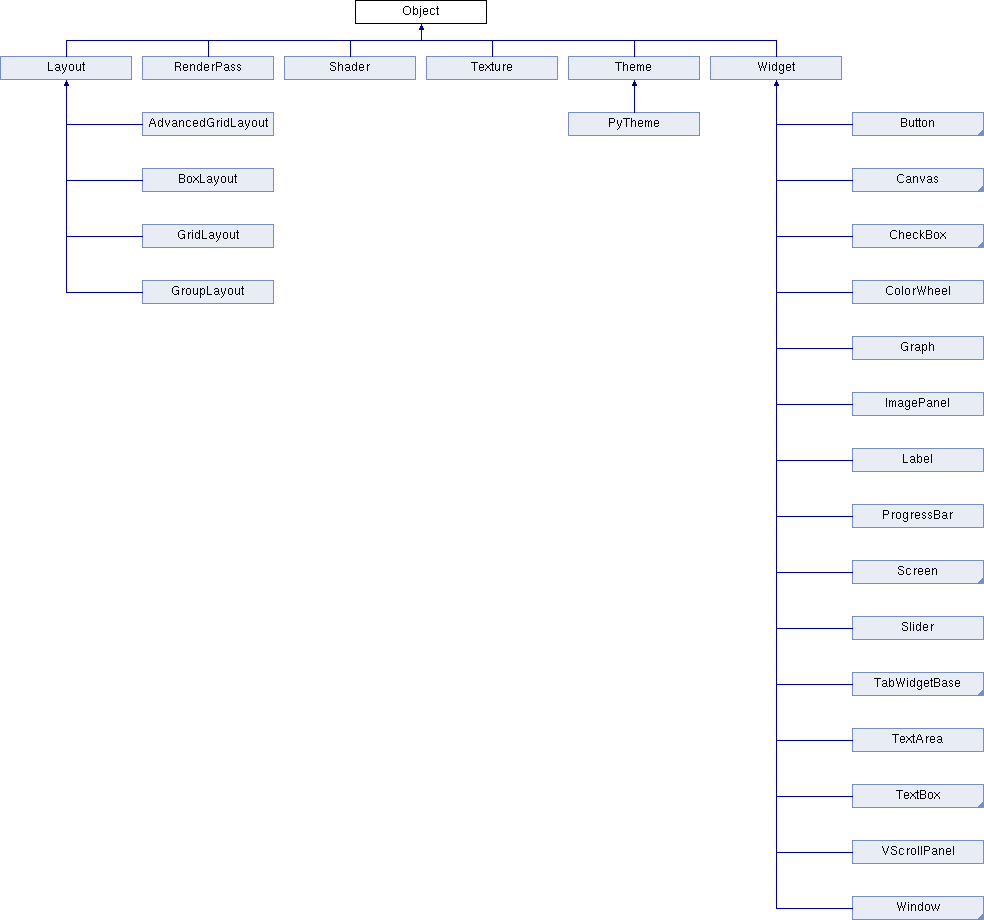 Object
Layout
RenderPass
Shader
Texture
Theme
Widget
AdvancedGridLayout
PyTheme
Button
BoxLayout
Canvas
GridLayout
CheckBox
GroupLayout
ColorWheel
Graph
ImagePanel
Label
ProgressBar
Screen
Slider
TabWidgetBase
TextArea
TextBox
VScrollPanel
Window